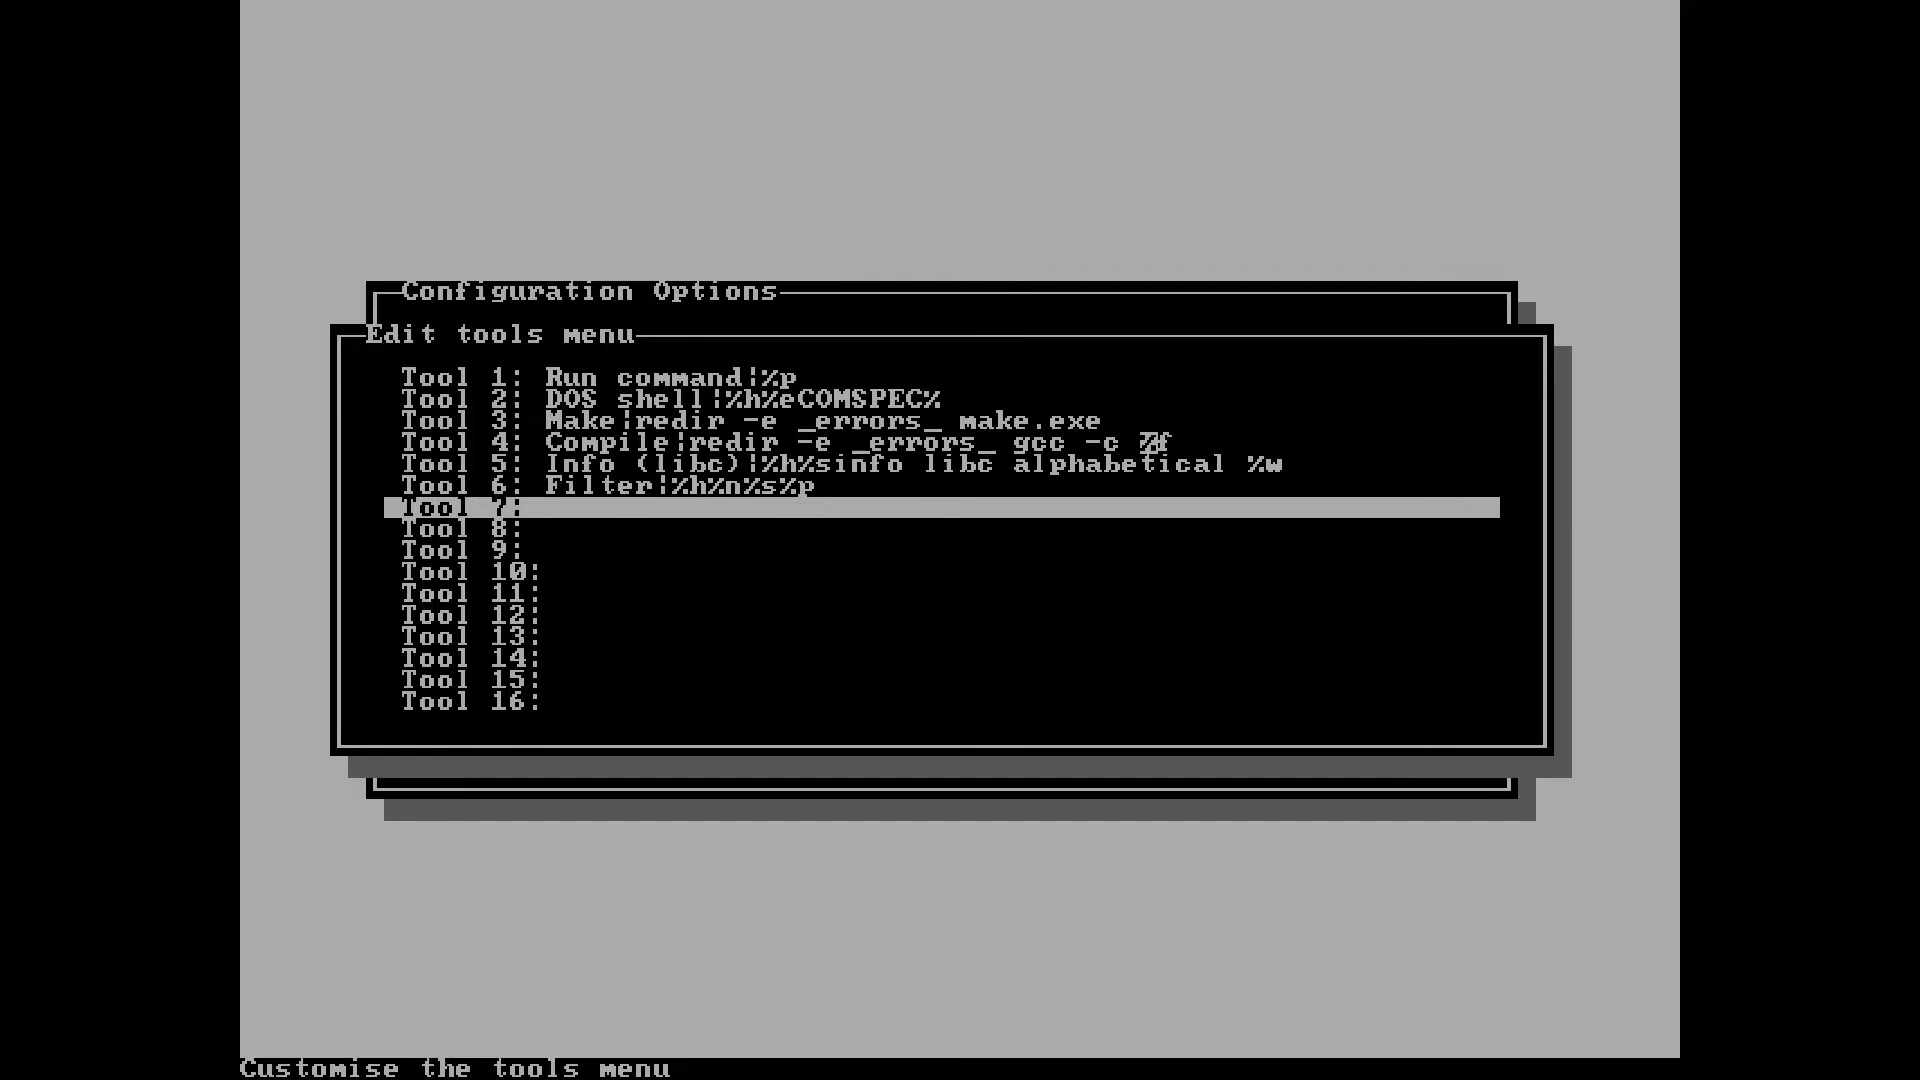 Configuration Options
Edit tools menu
Tool 1: Run command¦%p
Tool 2: DOS shell¦%h%eCOMSPEC%
Tool 3: Make¦redir -e _errors_ make.exe
Tool 4: Compile¦redir -e _errors_ gcc -c %f
Tool 5: Info (libc)¦%h%sinfo libc alphabetical %w
Tool 6: Filter¦%h%n%s%p
Tool 7:
Tool 8:
Tool 9:
Tool 10:
Tool 11:
Tool 12:
Tool 13:
Tool 14:
Tool 15:
Tool 16:
Customise the tools menu